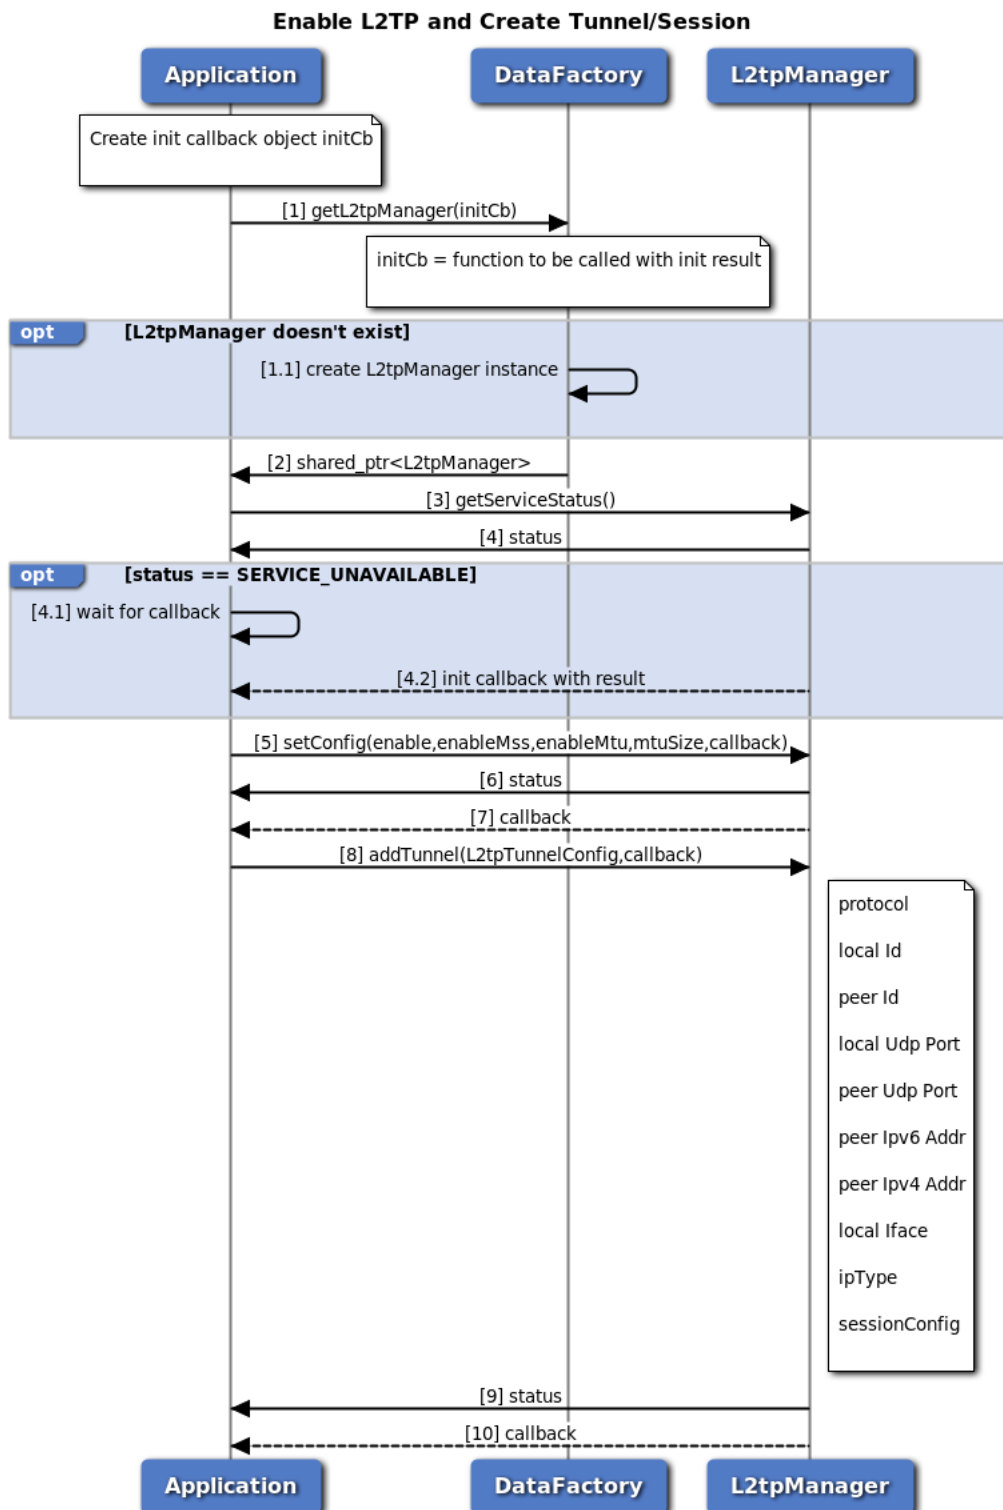 Enable L2TP and Create Tunnel/Session
Application
DataFactory
L2tpManager
Create init callback object initCb
[1] getL2tpManager(initCb)
initCb = function to be called with init result
opt
[L2tpManager doesn't exist]
[1.1] create L2tpManager instance
[2] shared_ptr<L2tpManager>
[3] getServiceStatus()
[4] status
opt
[status == SERVICE_UNAVAILABLE]
[4.1] wait for callback
[4.2] init callback with result
[5] setConfig(enable,enableMss,enableMtu,mtuSize,callback)
[6] status
[7] callback
[8] addTunnel(L2tpTunnelConfig,callback)
protocol
local Id
peer Id
local Udp Port
peer Udp Port
peer Ipv6 Addr
peer Ipv4 Addr
local Iface
ipType
sessionConfig
[9] status
[10] callback
Application
DataFactory
L2tpManager